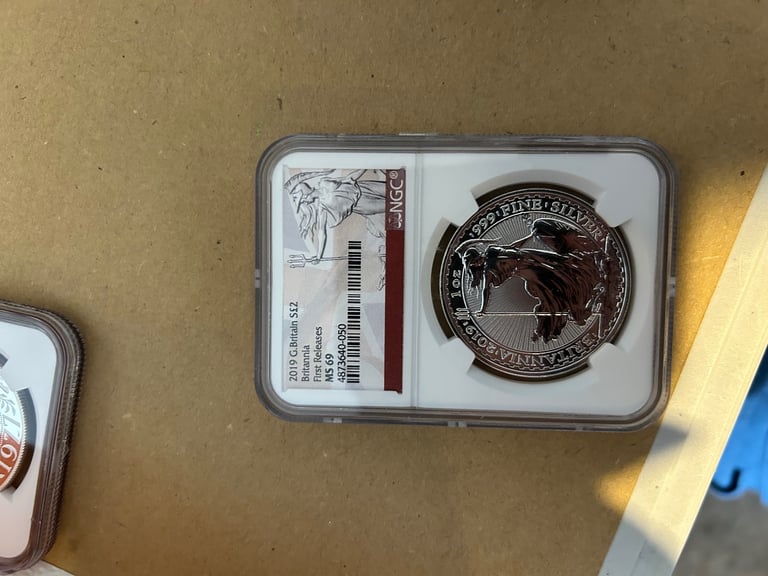 NGC®
2019 G.Britain S£2
Britannia
First Releases
MS 69
4873640-050
999 · FINE · SILVER
1 OZ
2019
BRITANNIA